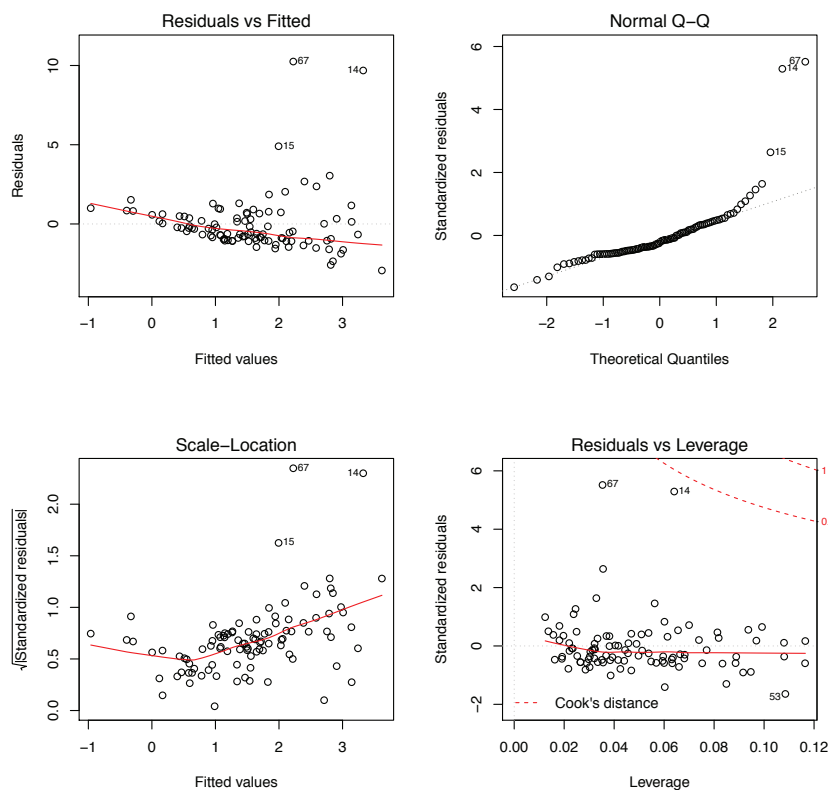 Residuals vs Fitted
Residuals
10
5
0
67
14
15
−1 0 1 2 3
Fitted values
Normal Q−Q
Standardized residuals
6
4
2
0
67
14
15
−2 −1 0 1 2
Theoretical Quantiles
Scale−Location
√|Standardized residuals|
2.0
1.5
1.0
0.5
0.0
67
14
15
−1 0 1 2 3
Fitted values
Residuals vs Leverage
Standardized residuals
6
4
2
0
−2
67
14
53
1
0
Cook's distance
0.00 0.02 0.04 0.06 0.08 0.10 0.12
Leverage